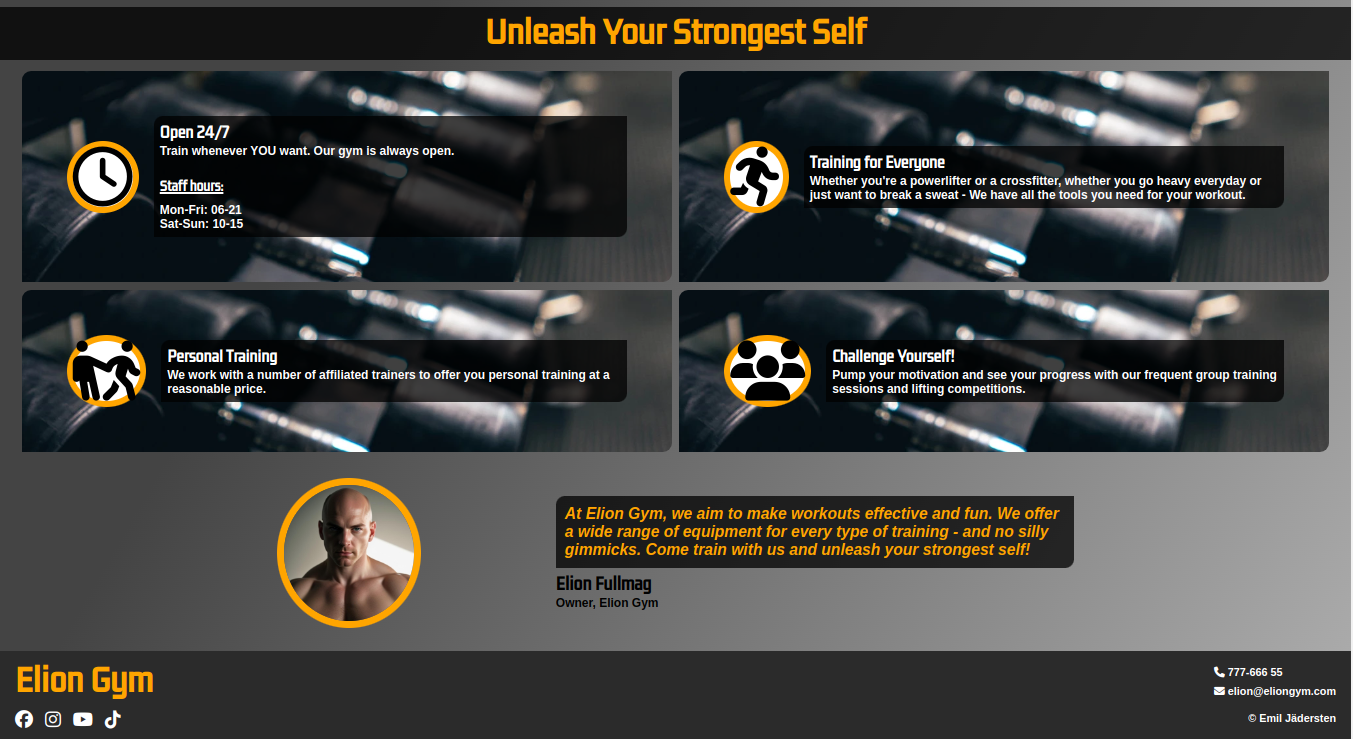 Unleash Your Strongest Self
Open 24/7
Train whenever YOU want. Our gym is always open.
Staff hours:
Mon-Fri: 06-21
Sat-Sun: 10-15
Training for Everyone
Whether you're a powerlifter or a crossfitter, whether you go heavy everyday or
just want to break a sweat - We have all the tools you need for your workout.
Personal Training
We work with a number of affiliated trainers to offer you personal training at a
reasonable price.
Challenge Yourself!
Pump your motivation and see your progress with our frequent group training
sessions and lifting competitions.
At Elion Gym, we aim to make workouts effective and fun. We offer
a wide range of equipment for every type of training - and no silly
gimmicks. Come train with us and unleash your strongest self!
Elion Fullmag
Owner, Elion Gym
Elion Gym
777-666 55
elion@eliongym.com
© Emil Jädersten